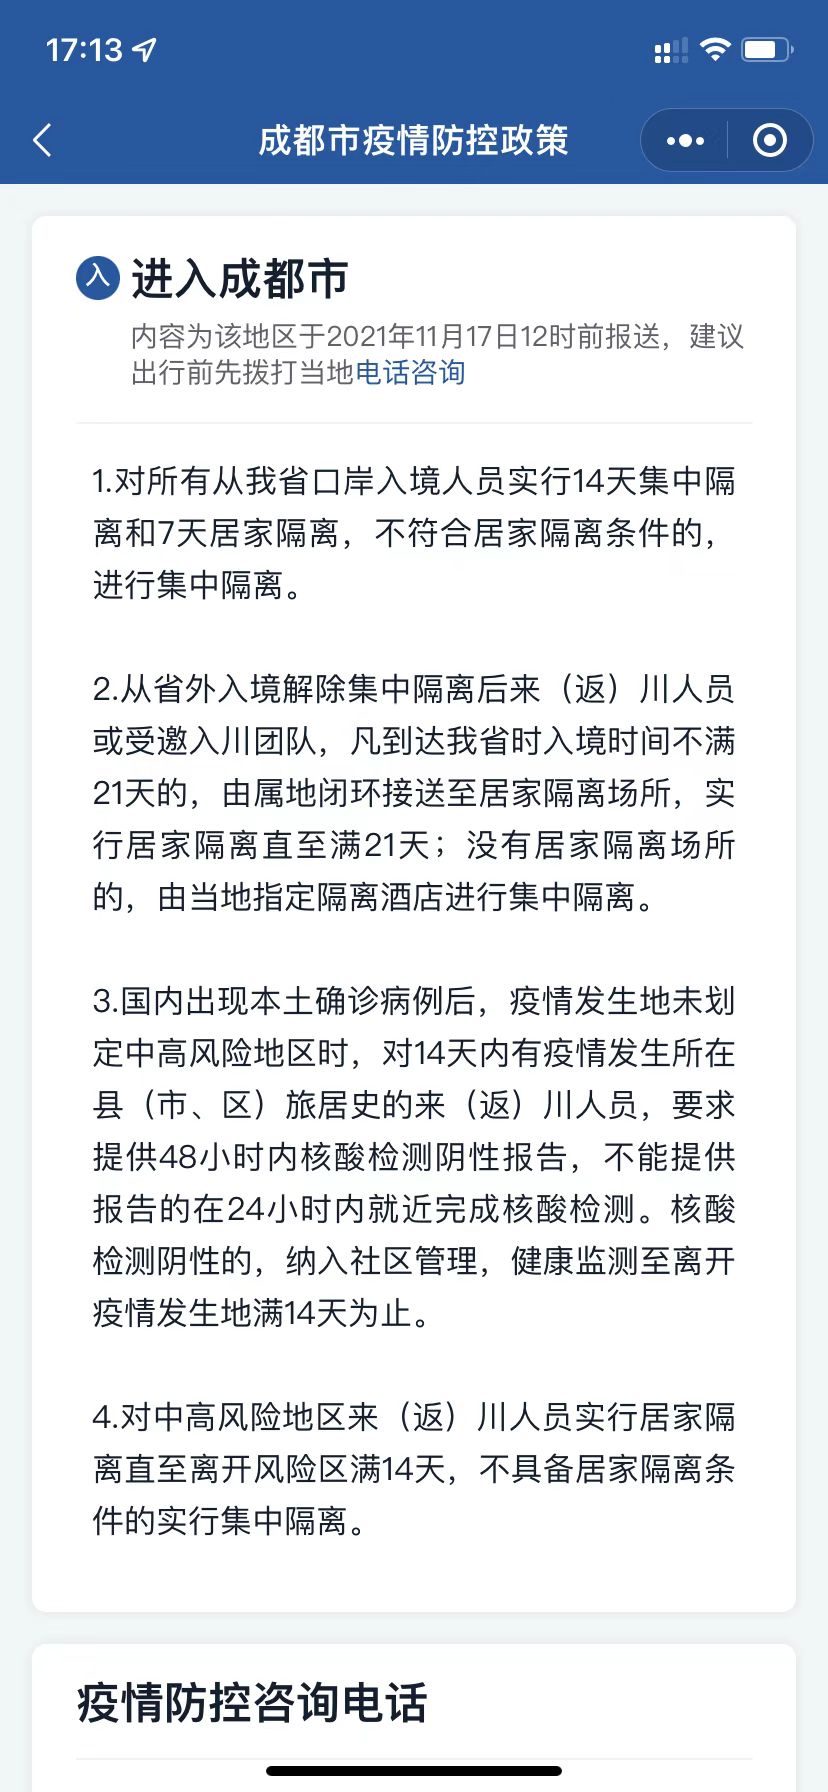 17:13
成都市疫情防控政策
入 进入成都市
内容为该地区于2021年11月17日12时前报送，建议
出行前先拨打当地电话咨询
1.对所有从我省口岸入境人员实行14天集中隔
离和7天居家隔离，不符合居家隔离条件的，
进行集中隔离。
2.从省外入境解除集中隔离后来（返）川人员
或受邀入川团队，凡到达我省时入境时间不满
21天的，由属地闭环接送至居家隔离场所，实
行居家隔离直至满21天；没有居家隔离场所
的，由当地指定隔离酒店进行集中隔离。
3.国内出现本土确诊病例后，疫情发生地未划
定中高风险地区时，对14天内有疫情发生所在
县（市、区）旅居史的来（返）川人员，要求
提供48小时内核酸检测阴性报告，不能提供
报告的在24小时内就近完成核酸检测。核酸
检测阴性的，纳入社区管理，健康监测至离开
疫情发生地满14天为止。
4.对中高风险地区来（返）川人员实行居家隔
离直至离开风险区满14天，不具备居家隔离条
件的实行集中隔离。
疫情防控咨询电话